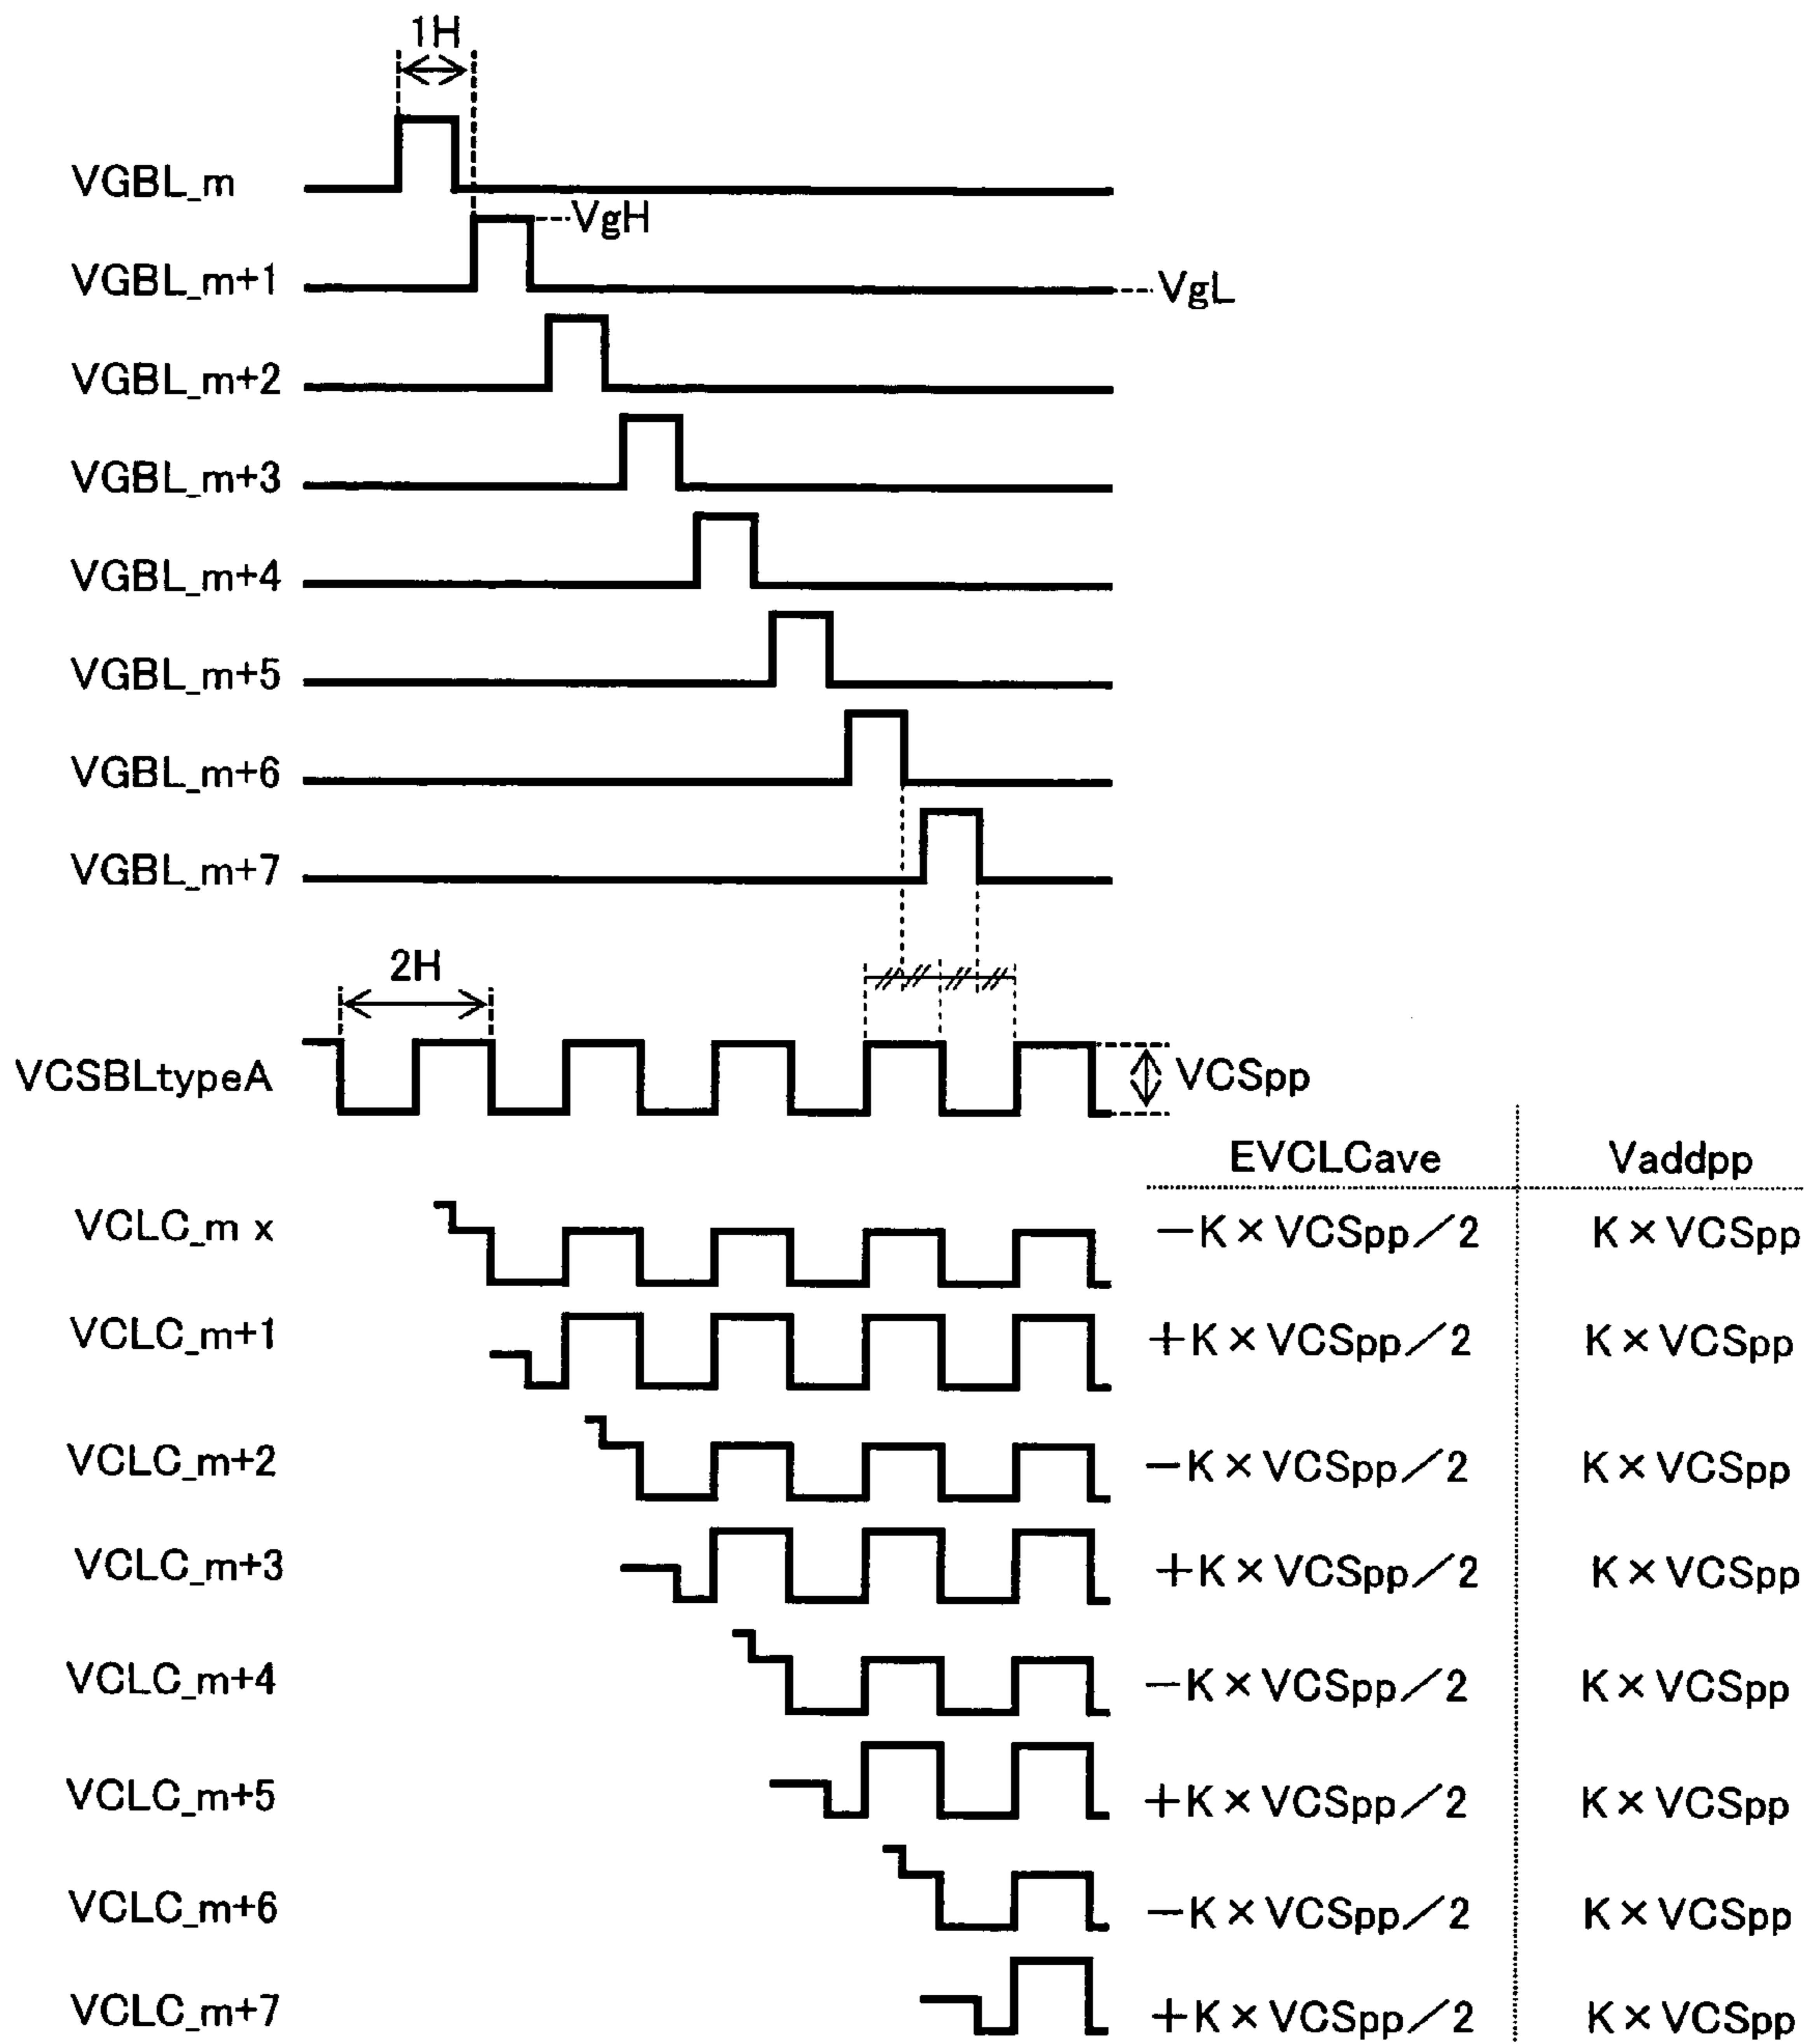 1H
VGBL_m
VgH
VGBL_m+1
VgL
VGBL_m+2
VGBL_m+3
VGBL_m+4
VGBL_m+5
VGBL_m+6
VGBL_m+7
2H
VCSBLtypeA
VCSpp
EVCLCave Vaddpp
VCLC_m x −K×VCSpp／2 K×VCSpp
VCLC_m+1 +K×VCSpp／2 K×VCSpp
VCLC_m+2 −K×VCSpp／2 K×VCSpp
VCLC_m+3 +K×VCSpp／2 K×VCSpp
VCLC_m+4 −K×VCSpp／2 K×VCSpp
VCLC_m+5 +K×VCSpp／2 K×VCSpp
VCLC_m+6 −K×VCSpp／2 K×VCSpp
VCLC_m+7 +K×VCSpp／2 K×VCSpp